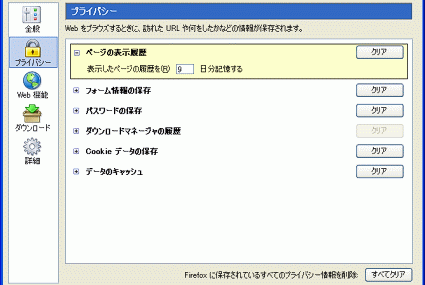 プライバシー
Web をブラウズするときに、訪れた URL や何をしたかなどの情報が保存されます。
全般
プライバシー
Web 機能
ダウンロード
詳細
ページの表示履歴 クリア
表示したページの履歴を(R) 9 日分記憶する
フォーム情報の保存 クリア
パスワードの保存 クリア
ダウンロードマネージャの履歴 クリア
Cookie データの保存 クリア
データのキャッシュ クリア
Firefox に保存されているすべてのプライバシー情報を削除: すべてクリア